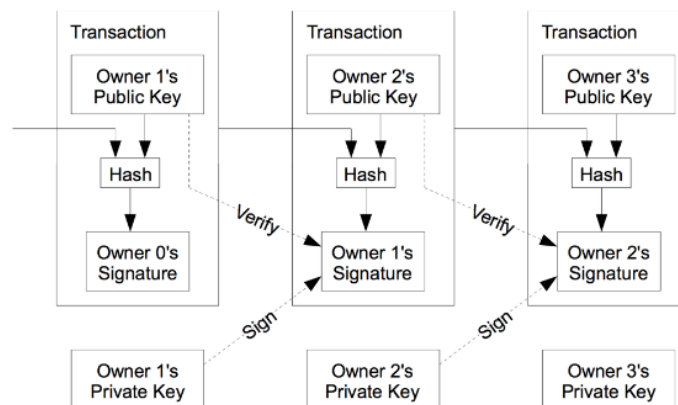 Transaction
Owner 1's
Public Key
Hash
Owner 0's
Signature
Transaction
Owner 2's
Public Key
Hash
Verify
Owner 1's
Signature
Transaction
Owner 3's
Public Key
Hash
Verify
Owner 2's
Signature
Sign
Sign
Owner 1's
Private Key
Owner 2's
Private Key
Owner 3's
Private Key